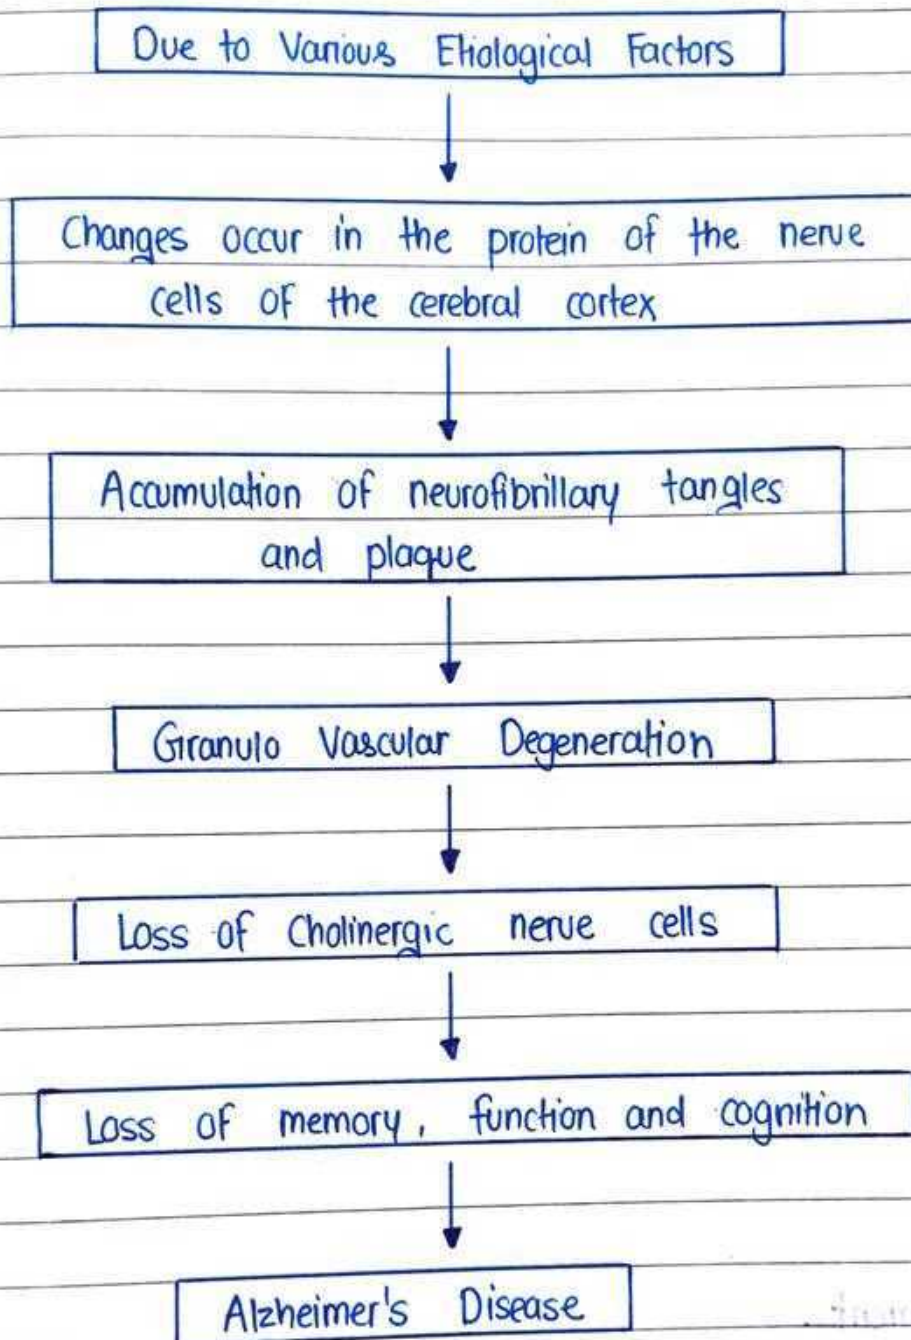 Due to Various Etiological Factors
Changes occur in the protein of the nerve
cells of the cerebral cortex
Accumulation of neurofibrillary tangles
and plaque
Granulo Vascular Degeneration
Loss of Cholinergic nerve cells
Loss of memory, function and cognition
Alzheimer's Disease